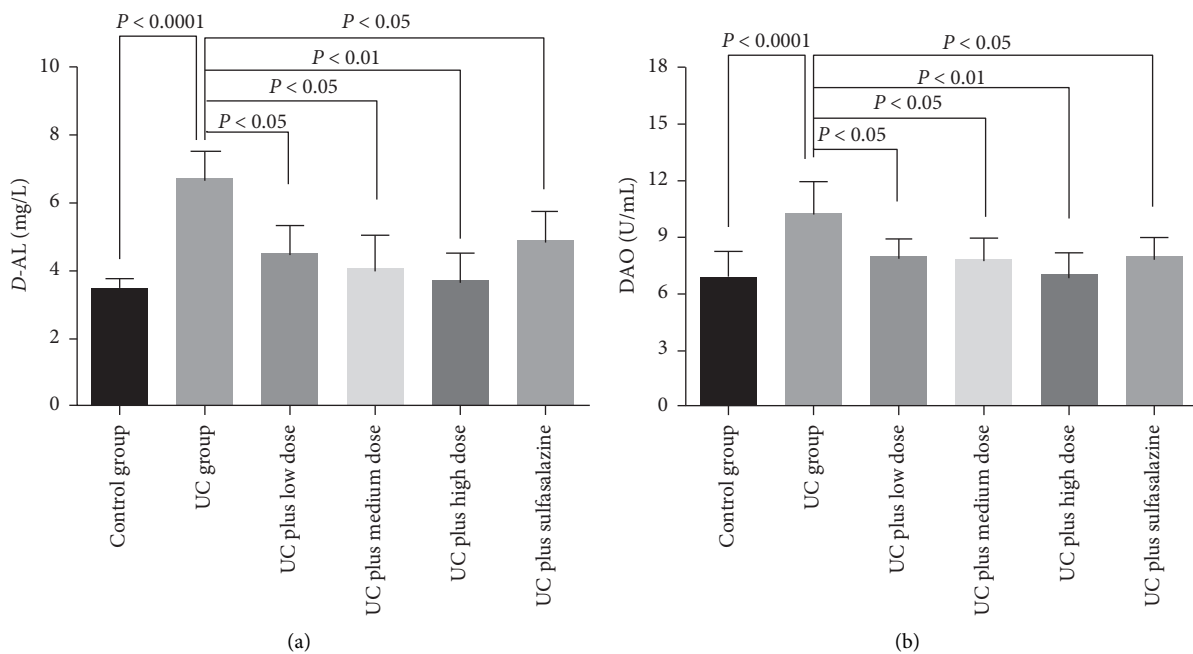 P < 0.0001
P < 0.05
P < 0.01
P < 0.05
P < 0.05
10
8
6
4
2
0
D-AL (mg/L)
Control group
UC group
UC plus low dose
UC plus medium dose
UC plus high dose
UC plus sulfasalazine
(a)
P < 0.0001
P < 0.05
P < 0.01
P < 0.05
P < 0.05
18
15
12
9
6
3
0
DAO (U/mL)
Control group
UC group
UC plus low dose
UC plus medium dose
UC plus high dose
UC plus sulfasalazine
(b)